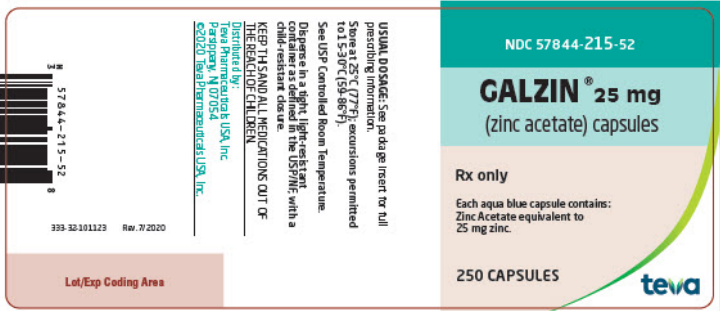 NDC 57844-215-52
GALZIN® 25 mg
(zinc acetate) capsules
Rx only
Each aqua blue capsule contains:
Zinc Acetate equivalent to
25 mg zinc.
250 CAPSULES
teva
USUAL DOSAGE: See package insert for full
prescribing information.
Store at 25°C (77°F); excursions permitted
to 15-30°C (59-86°F).
See USP Controlled Room Temperature.
Dispense in a tight, light-resistant
container as defined in the USP/NF, with a
child-resistant closure.
KEEP THIS AND ALL MEDICATIONS OUT OF
THE REACH OF CHILDREN.
Distributed by:
Teva Pharmaceuticals USA, Inc
Parsippany, NJ 07054
©2020 Teva Pharmaceuticals USA, Inc.
N
3 57844-215-52 8
333-32-101123 Rev. 7/2020
Lot/Exp Coding Area